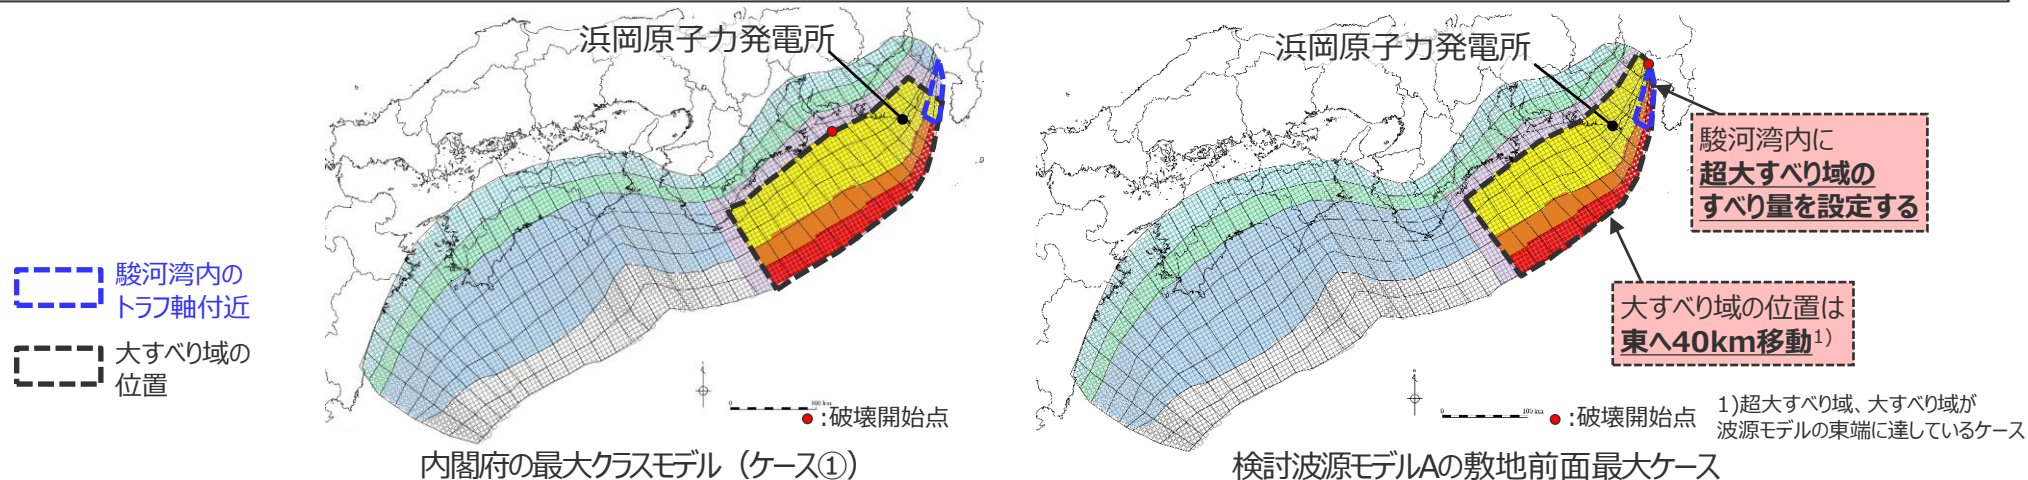 浜岡原子力発電所
浜岡原子力発電所
駿河湾内に
超大すべり域の
すべり量を設定する
駿河湾内の
トラフ軸付近
大すべり域の
位置
大すべり域の位置は
東へ40km移動1)
0 100 km
●:破壊開始点
0 100 km
●:破壊開始点
1)超大すべり域、大すべり域が
波源モデルの東端に達しているケース
内閣府の最大クラスモデル（ケース①）
検討波源モデルAの敷地前面最大ケース